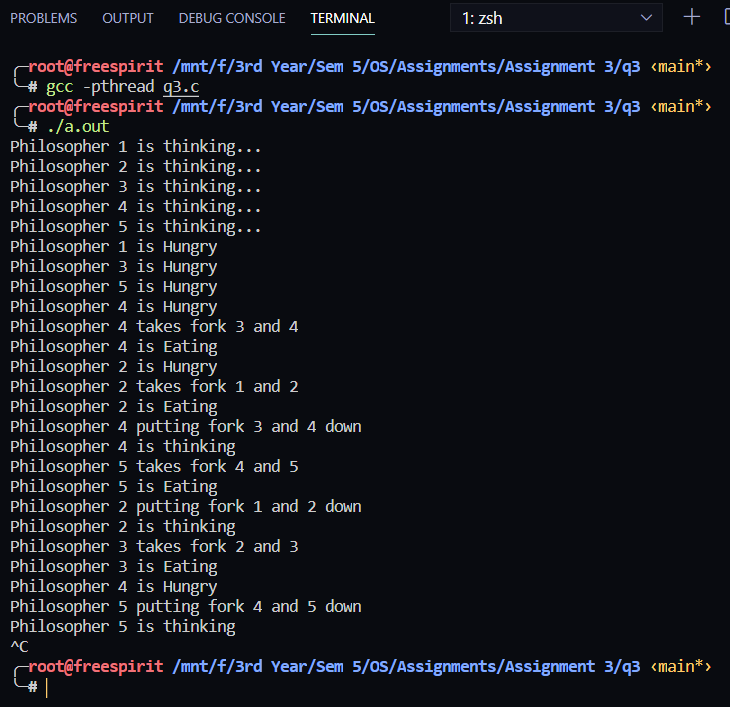 PROBLEMS OUTPUT DEBUG CONSOLE TERMINAL 1: zsh
root@freespirit /mnt/f/3rd Year/Sem 5/OS/Assignments/Assignment 3/q3 ‹main*›
# gcc -pthread q3.c
root@freespirit /mnt/f/3rd Year/Sem 5/OS/Assignments/Assignment 3/q3 ‹main*›
# ./a.out
Philosopher 1 is thinking...
Philosopher 2 is thinking...
Philosopher 3 is thinking...
Philosopher 4 is thinking...
Philosopher 5 is thinking...
Philosopher 1 is Hungry
Philosopher 3 is Hungry
Philosopher 5 is Hungry
Philosopher 4 is Hungry
Philosopher 4 takes fork 3 and 4
Philosopher 4 is Eating
Philosopher 2 is Hungry
Philosopher 2 takes fork 1 and 2
Philosopher 2 is Eating
Philosopher 4 putting fork 3 and 4 down
Philosopher 4 is thinking
Philosopher 5 takes fork 4 and 5
Philosopher 5 is Eating
Philosopher 2 putting fork 1 and 2 down
Philosopher 2 is thinking
Philosopher 3 takes fork 2 and 3
Philosopher 3 is Eating
Philosopher 4 is Hungry
Philosopher 5 putting fork 4 and 5 down
Philosopher 5 is thinking
^C
root@freespirit /mnt/f/3rd Year/Sem 5/OS/Assignments/Assignment 3/q3 ‹main*›
#